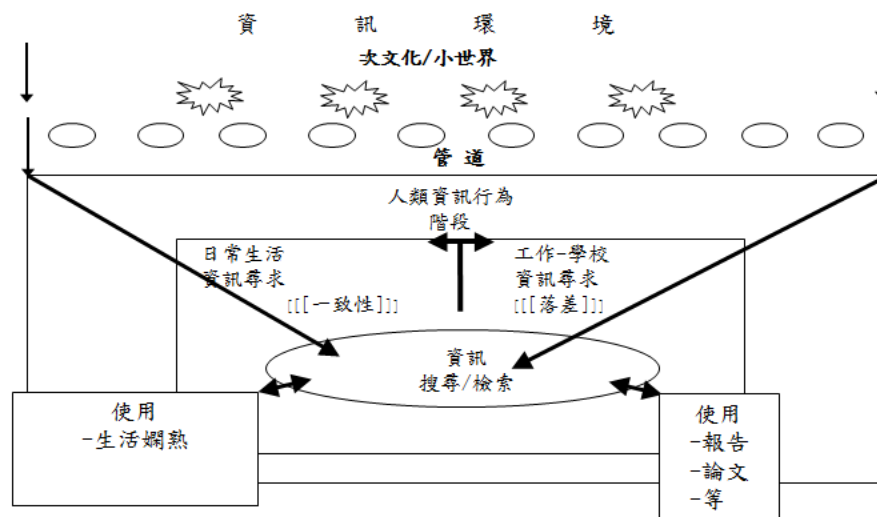 資 訊 環 境
次文化/小世界
管 道
人類資訊行為
階段
日常生活
資訊尋求
[[[一致性]]]
工作-學校
資訊尋求
[[[落差]]]
資訊
搜尋/檢索
使用
-生活嫻熟
使用
-報告
-論文
-等